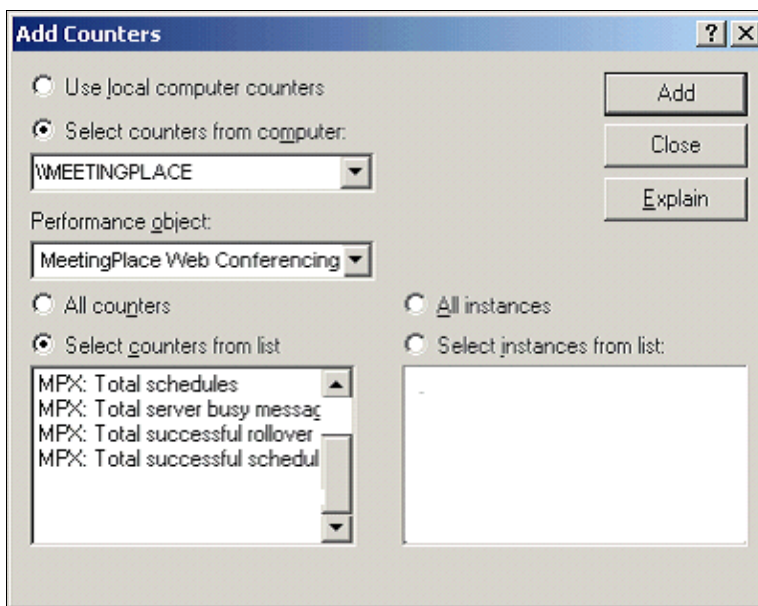 Add Counters
Use local computer counters
Select counters from computer:
\\MEETINGPLACE
Performance object:
MeetingPlace Web Conferencing
All counters
Select counters from list
MPX: Total schedules
MPX: Total server busy messag
MPX: Total successful rollover
MPX: Total successful schedul
All instances
Select instances from list:
Add
Close
Explain